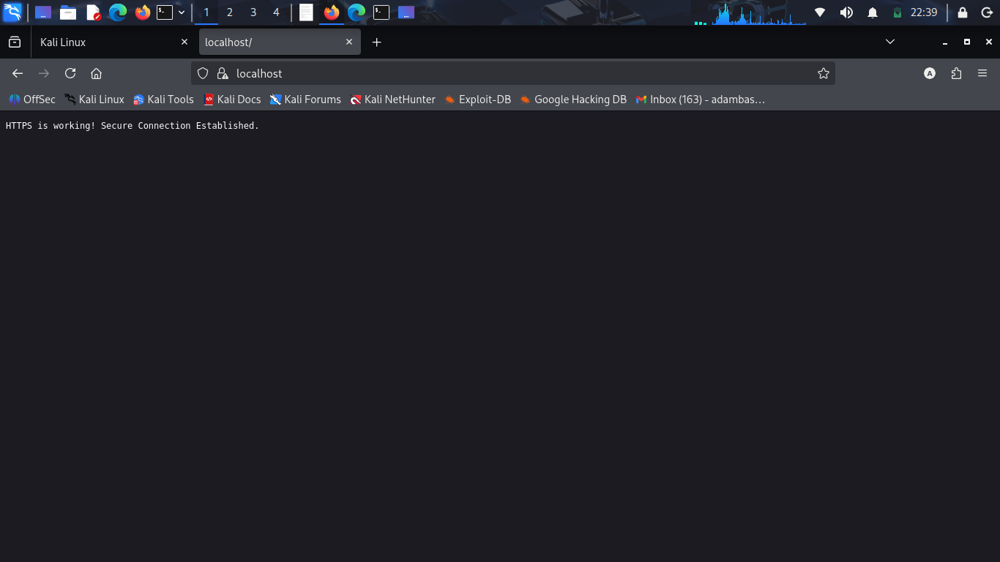 1 2 3 4 22:39
Kali Linux localhost/
localhost
OffSec Kali Linux Kali Tools Kali Docs Kali Forums Kali NetHunter Exploit-DB Google Hacking DB Inbox (163) - adambas…
HTTPS is working! Secure Connection Established.